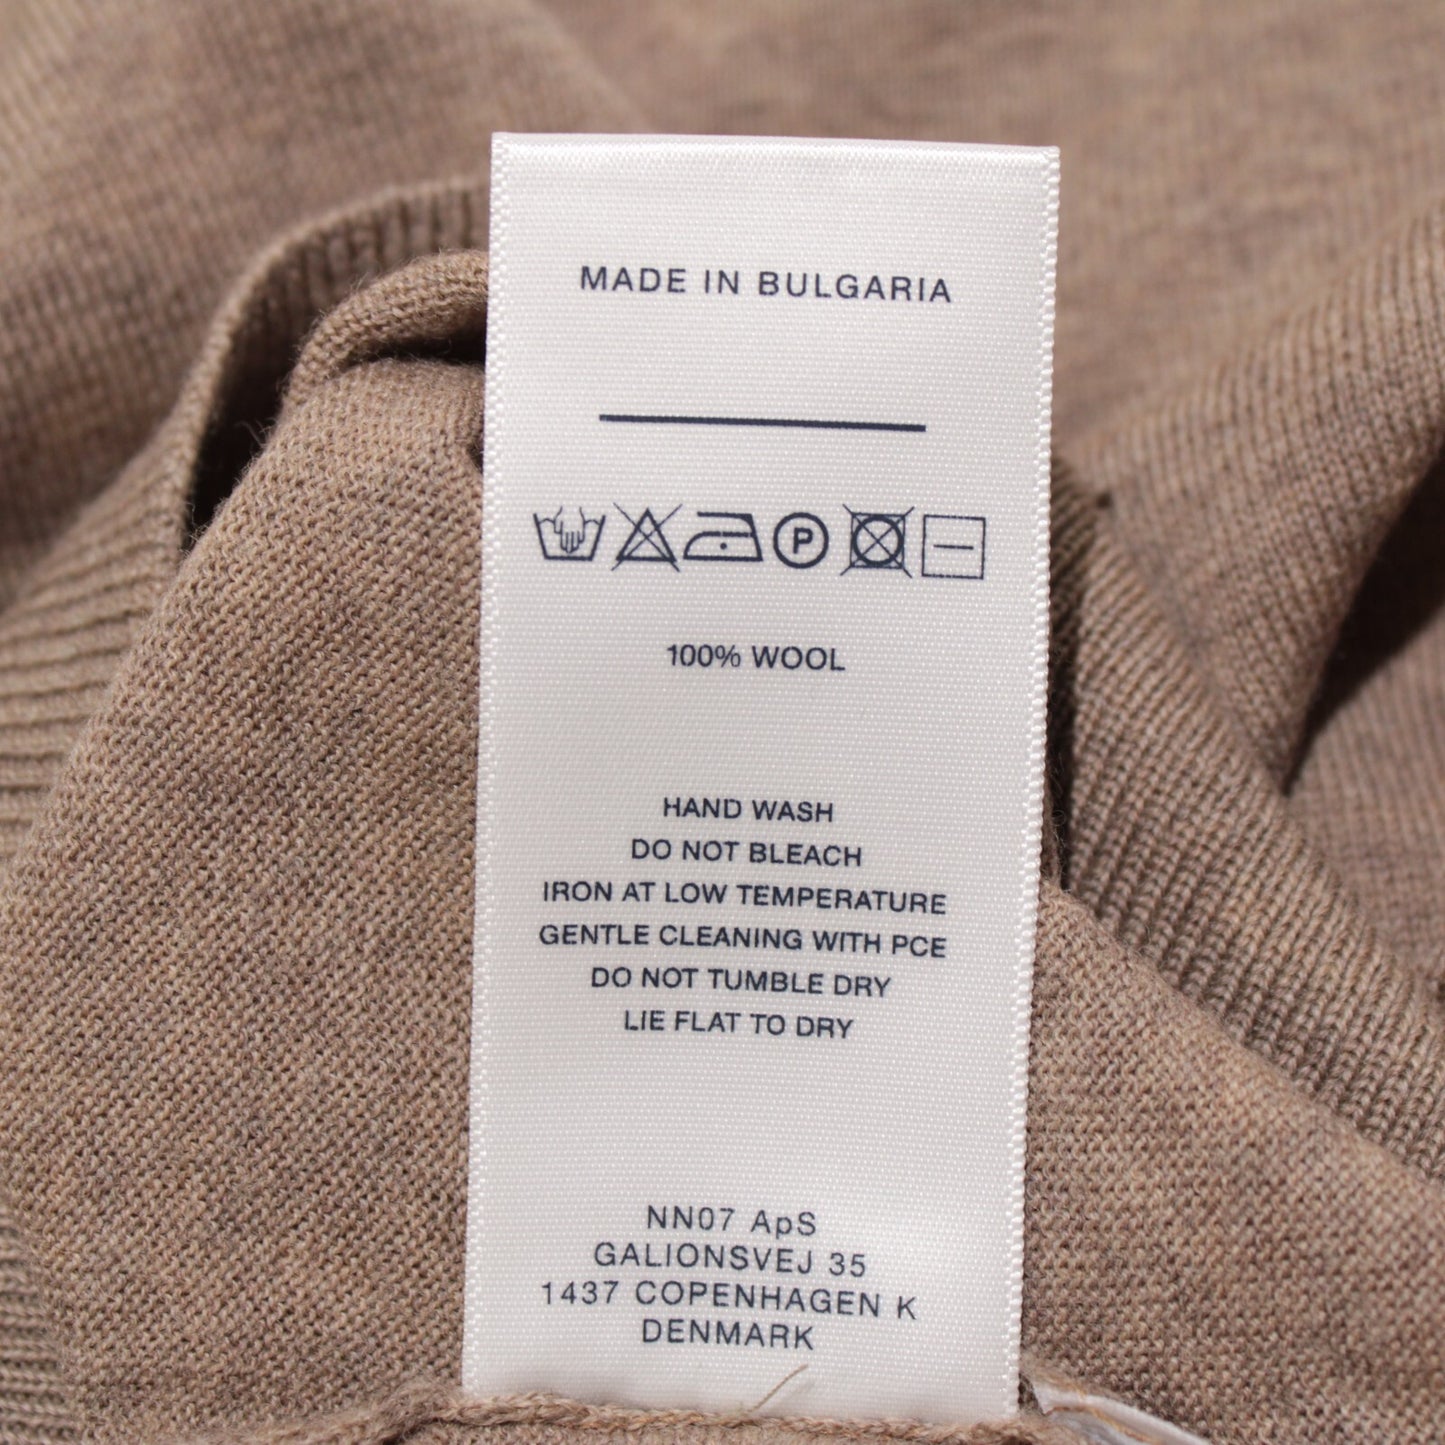 MADE IN BULGARIA
P
100% WOOL
HAND WASH
DO NOT BLEACH
IRON AT LOW TEMPERATURE
GENTLE CLEANING WITH PCE
DO NOT TUMBLE DRY
LIE FLAT TO DRY
NN07 ApS
GALIONSVEJ 35
1437 COPENHAGEN K
DENMARK